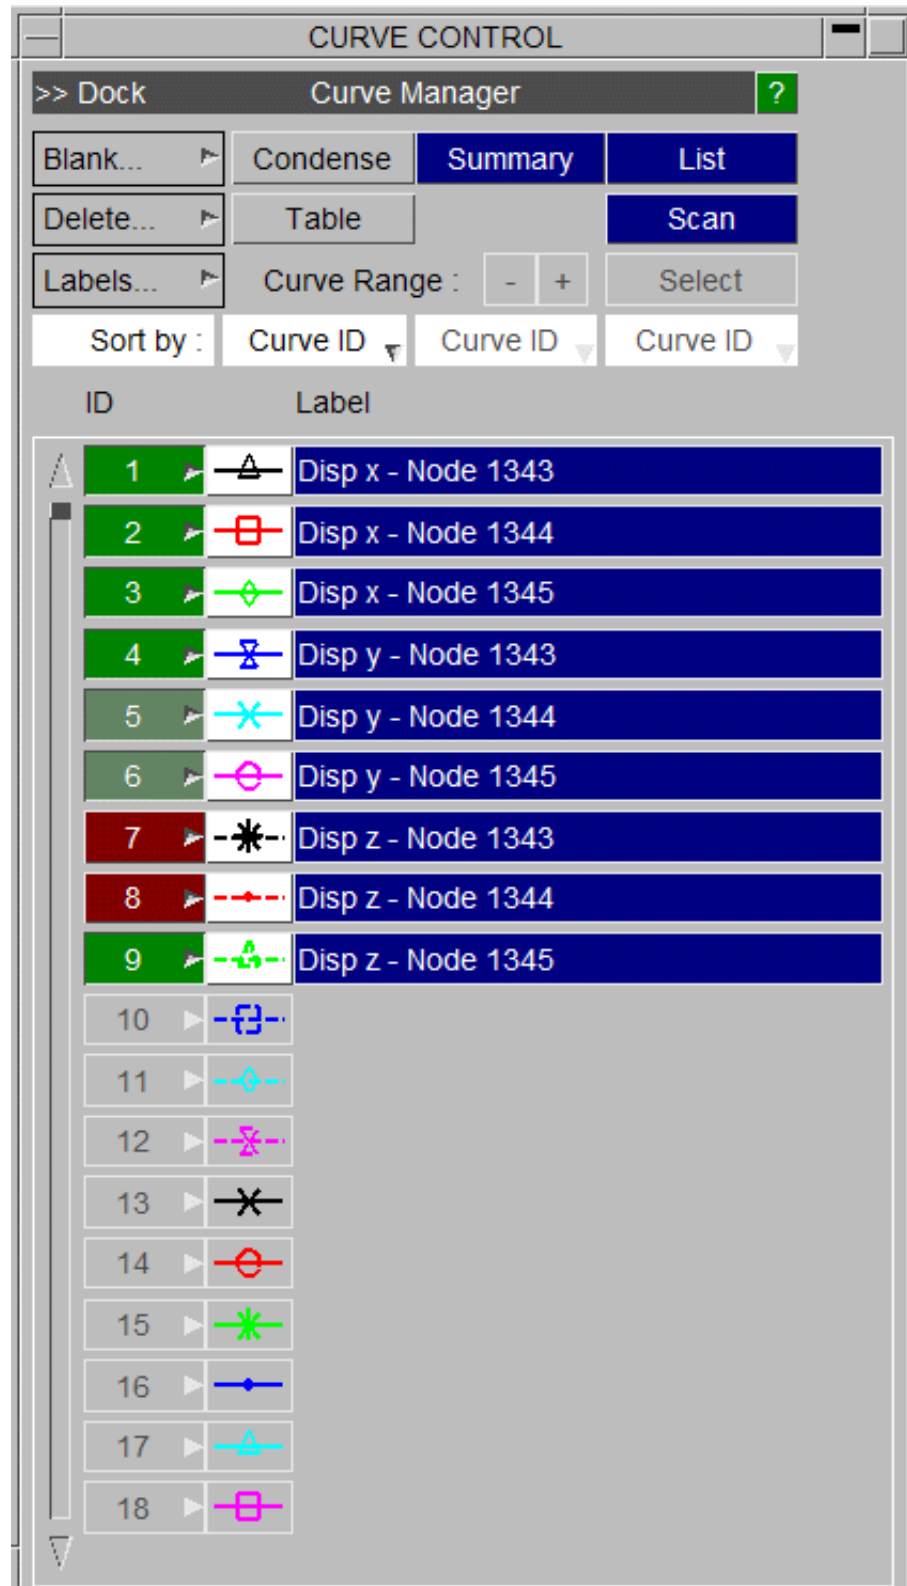 CURVE CONTROL
>> Dock Curve Manager ?
Blank... Condense Summary List
Delete... Table Scan
Labels... Curve Range : - + Select
Sort by : Curve ID Curve ID Curve ID
ID Label
1 Disp x - Node 1343
2 Disp x - Node 1344
3 Disp x - Node 1345
4 Disp y - Node 1343
5 Disp y - Node 1344
6 Disp y - Node 1345
7 Disp z - Node 1343
8 Disp z - Node 1344
9 Disp z - Node 1345
10
11
12
13
14
15
16
17
18